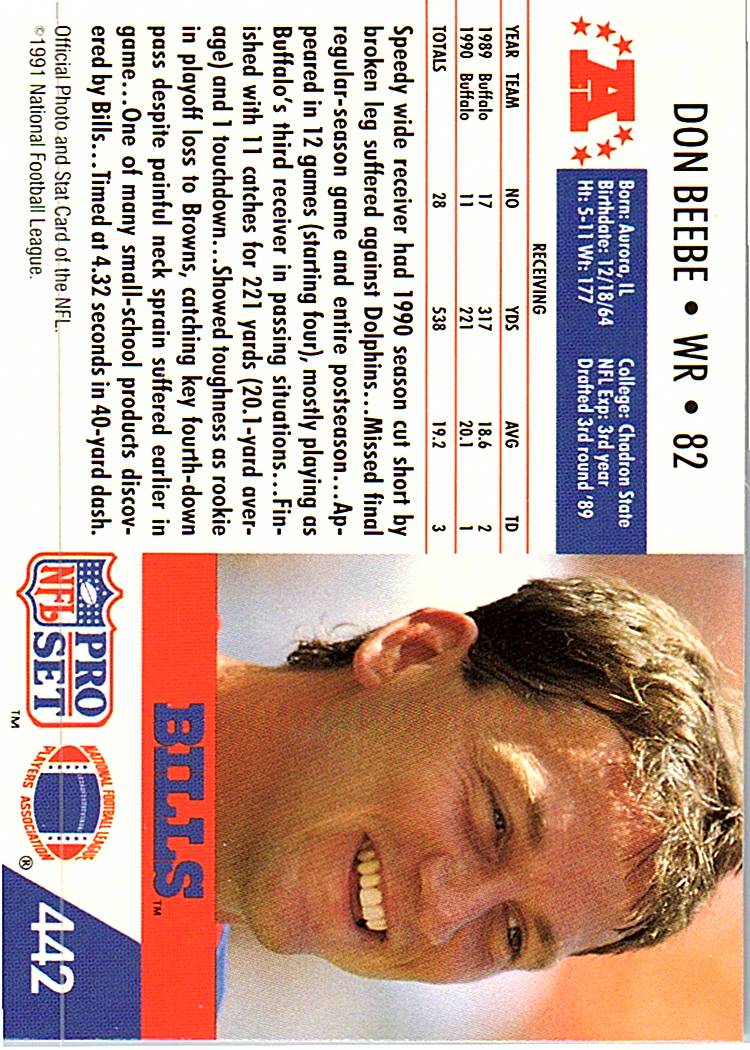 DON BEEBE • WR • 82
A
Born: Aurora, IL College: Chadron State
Birthdate: 12/18/64 NFL Exp: 3rd year
Ht: 5-11 Wt: 177 Drafted 3rd round '89
RECEIVING
YEAR TEAM NO YDS AVG TD
1989 Buffalo 17 317 18.6 2
1990 Buffalo 11 221 20.1 1
TOTALS 28 538 19.2 3
Speedy wide receiver had 1990 season cut short by
broken leg suffered against Dolphins...Missed final
regular-season game and entire postseason...Ap-
peared in 12 games (starting four), mostly playing as
Buffalo's third receiver in passing situations...Fin-
ished with 11 catches for 221 yards (20.1-yard aver-
age) and 1 touchdown...Showed toughness as rookie
in playoff loss to Browns, catching key fourth-down
pass despite painful neck sprain suffered earlier in
game...One of many small-school products discov-
ered by Bills...Timed at 4.32 seconds in 40-yard dash.
Official Photo and Stat Card of the NFL.
©1991 National Football League.
BILLS™
NFL PRO SET™
NATIONAL FOOTBALL LEAGUE
PLAYERS ASSOCIATION ®
442